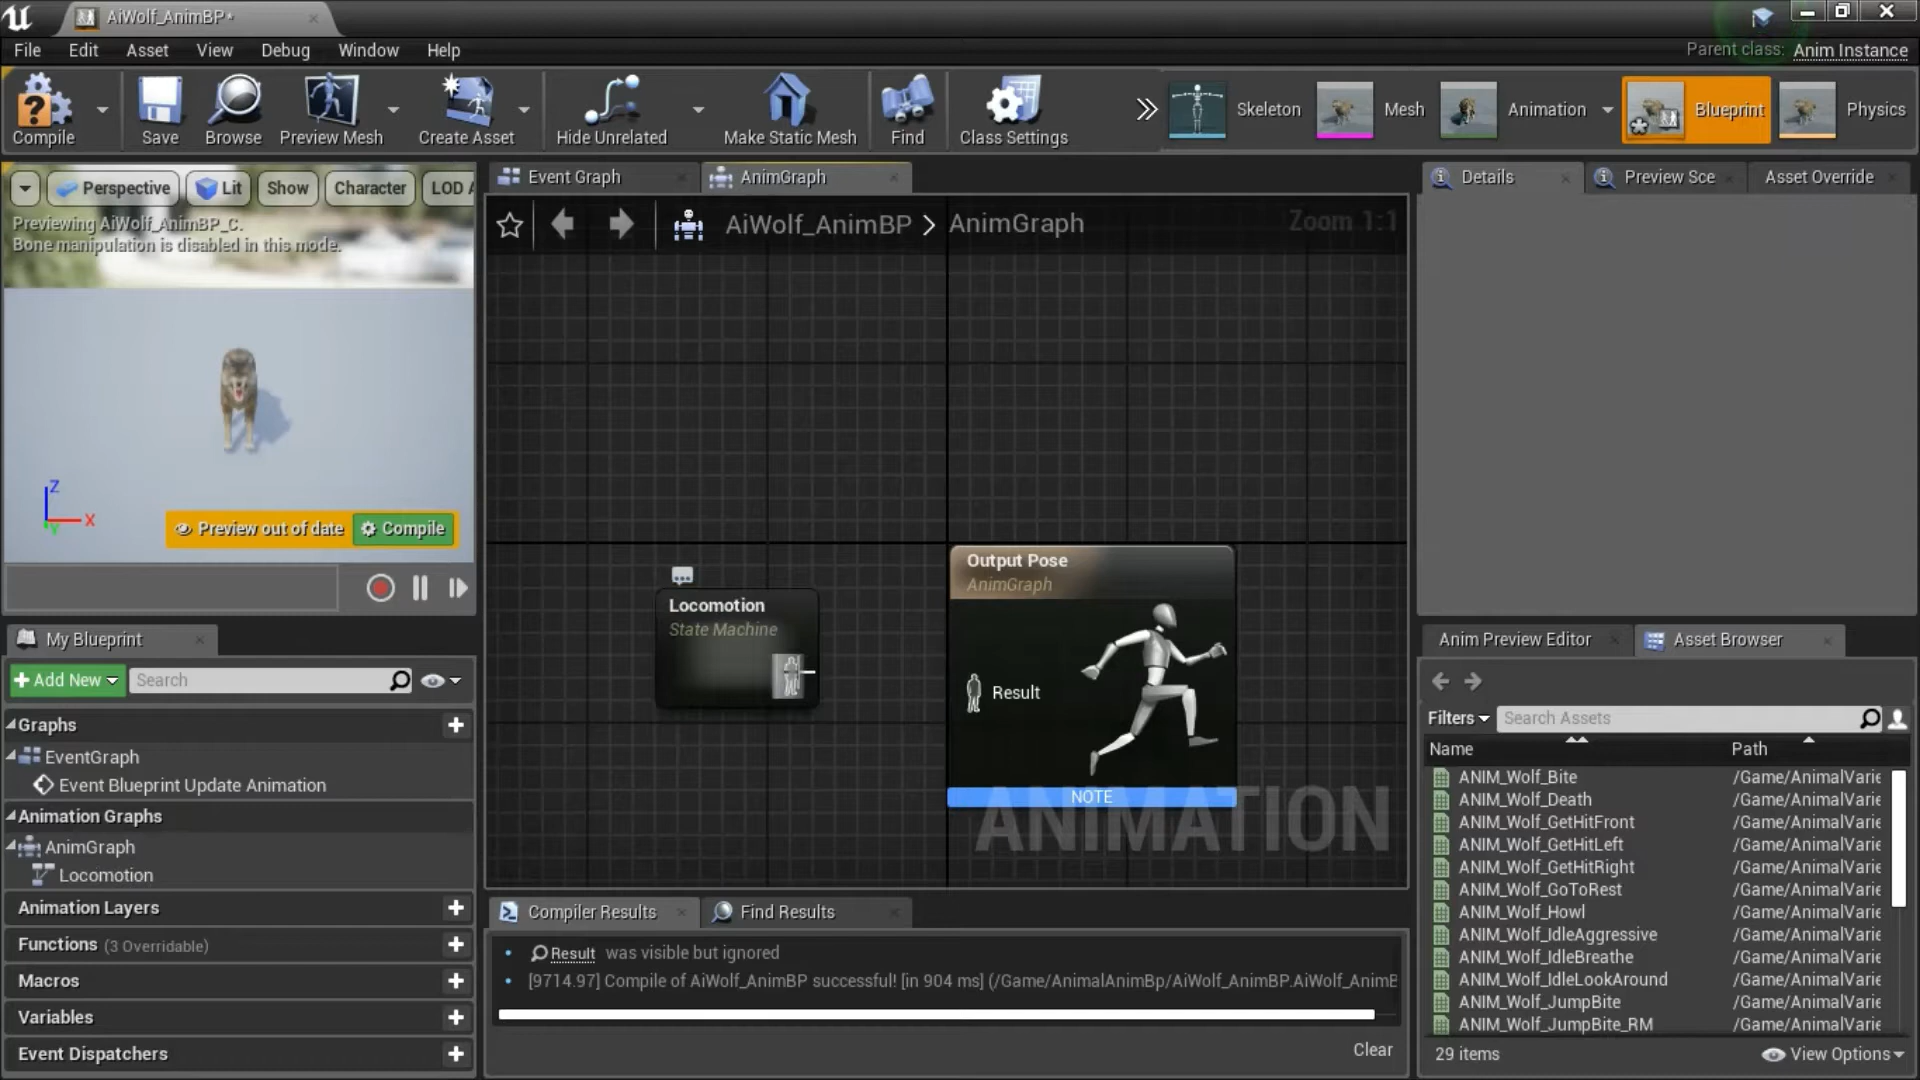 AiWolf_AnimBP*
File Edit Asset View Debug Window Help
Parent class: Anim Instance
Compile Save Browse Preview Mesh Create Asset Hide Unrelated Make Static Mesh Find Class Settings
Skeleton Mesh Animation Blueprint Physics
Perspective Lit Show Character LOD A
Previewing AiWolf_AnimBP_C.
Bone manipulation is disabled in this mode.
Z
X
Y
Preview out of date Compile
Event Graph AnimGraph
AiWolf_AnimBP > AnimGraph
Zoom 1:1
Locomotion
State Machine
Output Pose
AnimGraph
Result
NOTE
ANIMATION
Details Preview Sce Asset Override
My Blueprint
Add New Search
Graphs
EventGraph
Event Blueprint Update Animation
Animation Graphs
AnimGraph
Locomotion
Animation Layers
Functions (3 Overridable)
Macros
Variables
Event Dispatchers
Compiler Results Find Results
Result was visible but ignored
[9714.97] Compile of AiWolf_AnimBP successful! [in 904 ms] (/Game/AnimalAnimBp/AiWolf_AnimBP.AiWolf_AnimB
Clear
Anim Preview Editor Asset Browser
Filters Search Assets
Name Path
ANIM_Wolf_Bite /Game/AnimalVarie
ANIM_Wolf_Death /Game/AnimalVarie
ANIM_Wolf_GetHitFront /Game/AnimalVarie
ANIM_Wolf_GetHitLeft /Game/AnimalVarie
ANIM_Wolf_GetHitRight /Game/AnimalVarie
ANIM_Wolf_GoToRest /Game/AnimalVarie
ANIM_Wolf_Howl /Game/AnimalVarie
ANIM_Wolf_IdleAggressive /Game/AnimalVarie
ANIM_Wolf_IdleBreathe /Game/AnimalVarie
ANIM_Wolf_IdleLookAround /Game/AnimalVarie
ANIM_Wolf_JumpBite /Game/AnimalVarie
ANIM_Wolf_JumpBite_RM /Game/AnimalVarie
29 items View Options